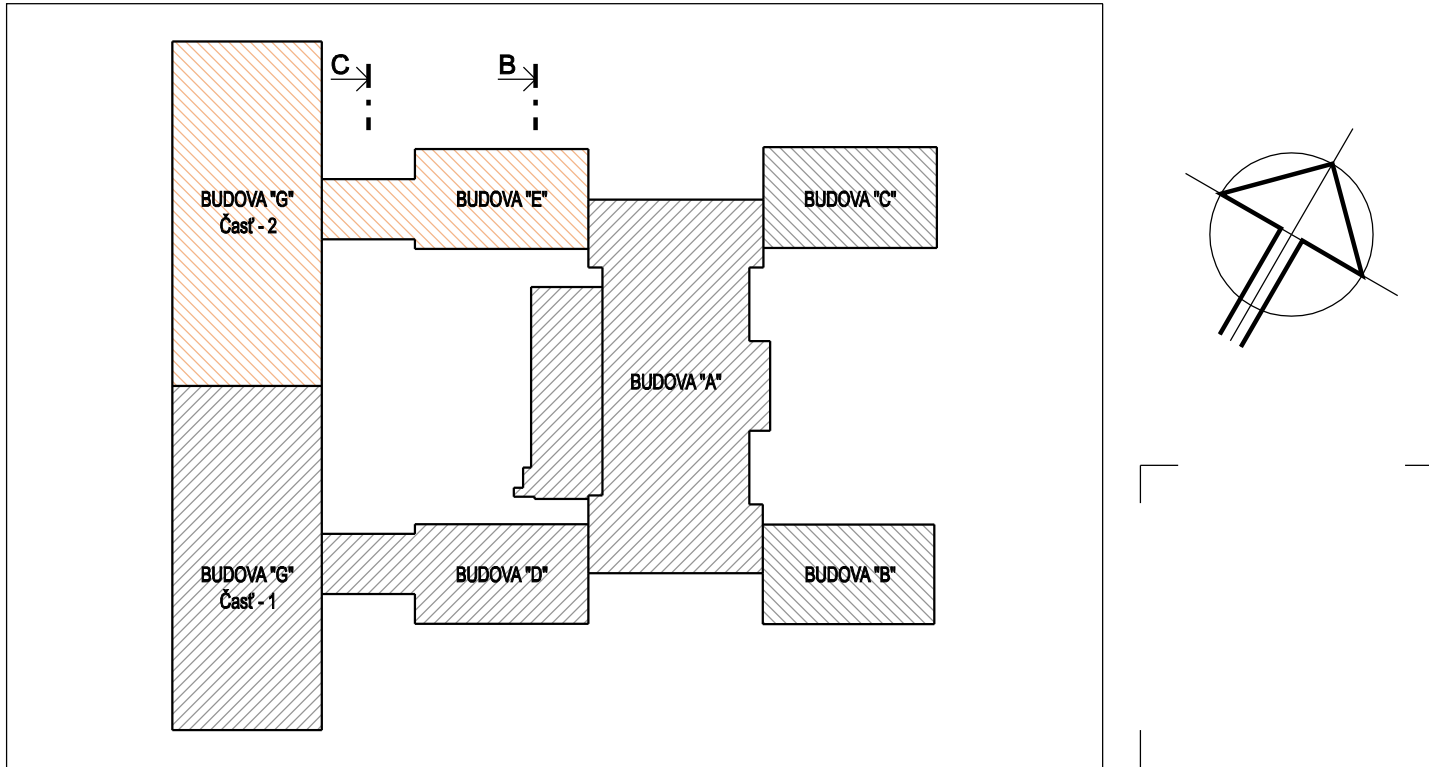 C
B
BUDOVA "G"
Časť - 2
BUDOVA "E"
BUDOVA "C"
BUDOVA "A"
BUDOVA "G"
Časť - 1
BUDOVA "D"
BUDOVA "B"